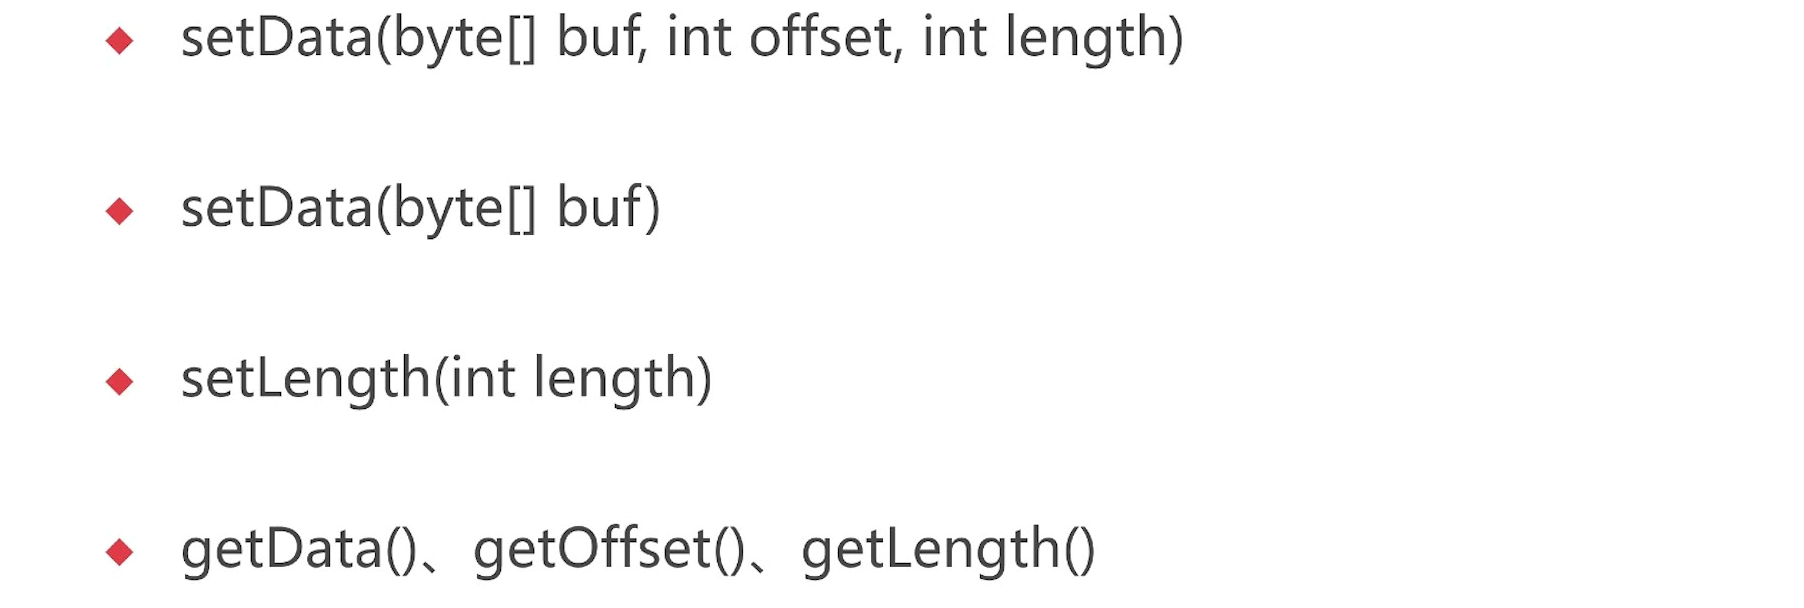 setData(byte[] buf, int offset, int length)
setData(byte[] buf)
setLength(int length)
getData()、getOffset()、getLength()